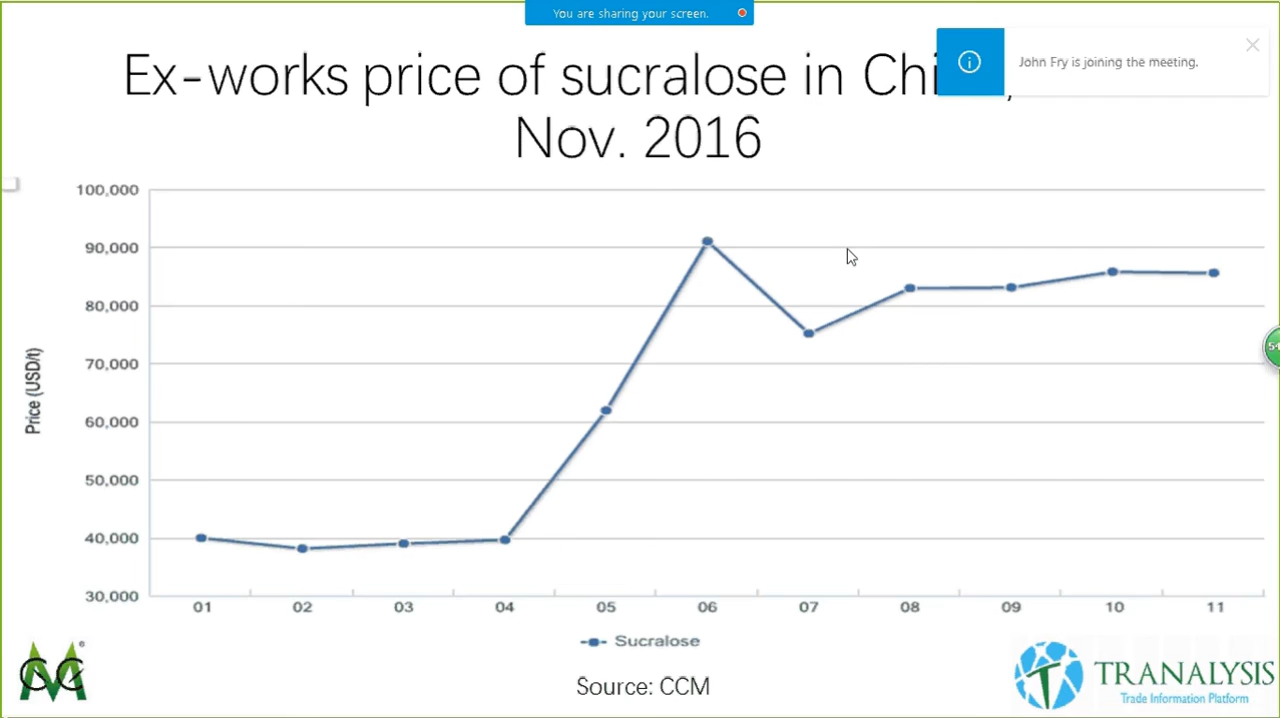 You are sharing your screen.
John Fry is joining the meeting.
Ex-works price of sucralose in
Nov. 2016
100,000
90,000
80,000
70,000
60,000
50,000
40,000
30,000
Price (USD/t)
01 02 03 04 05 06 07 08 09 10 11
Sucralose
Source: CCM
TRANALYSIS
Trade Information Platform